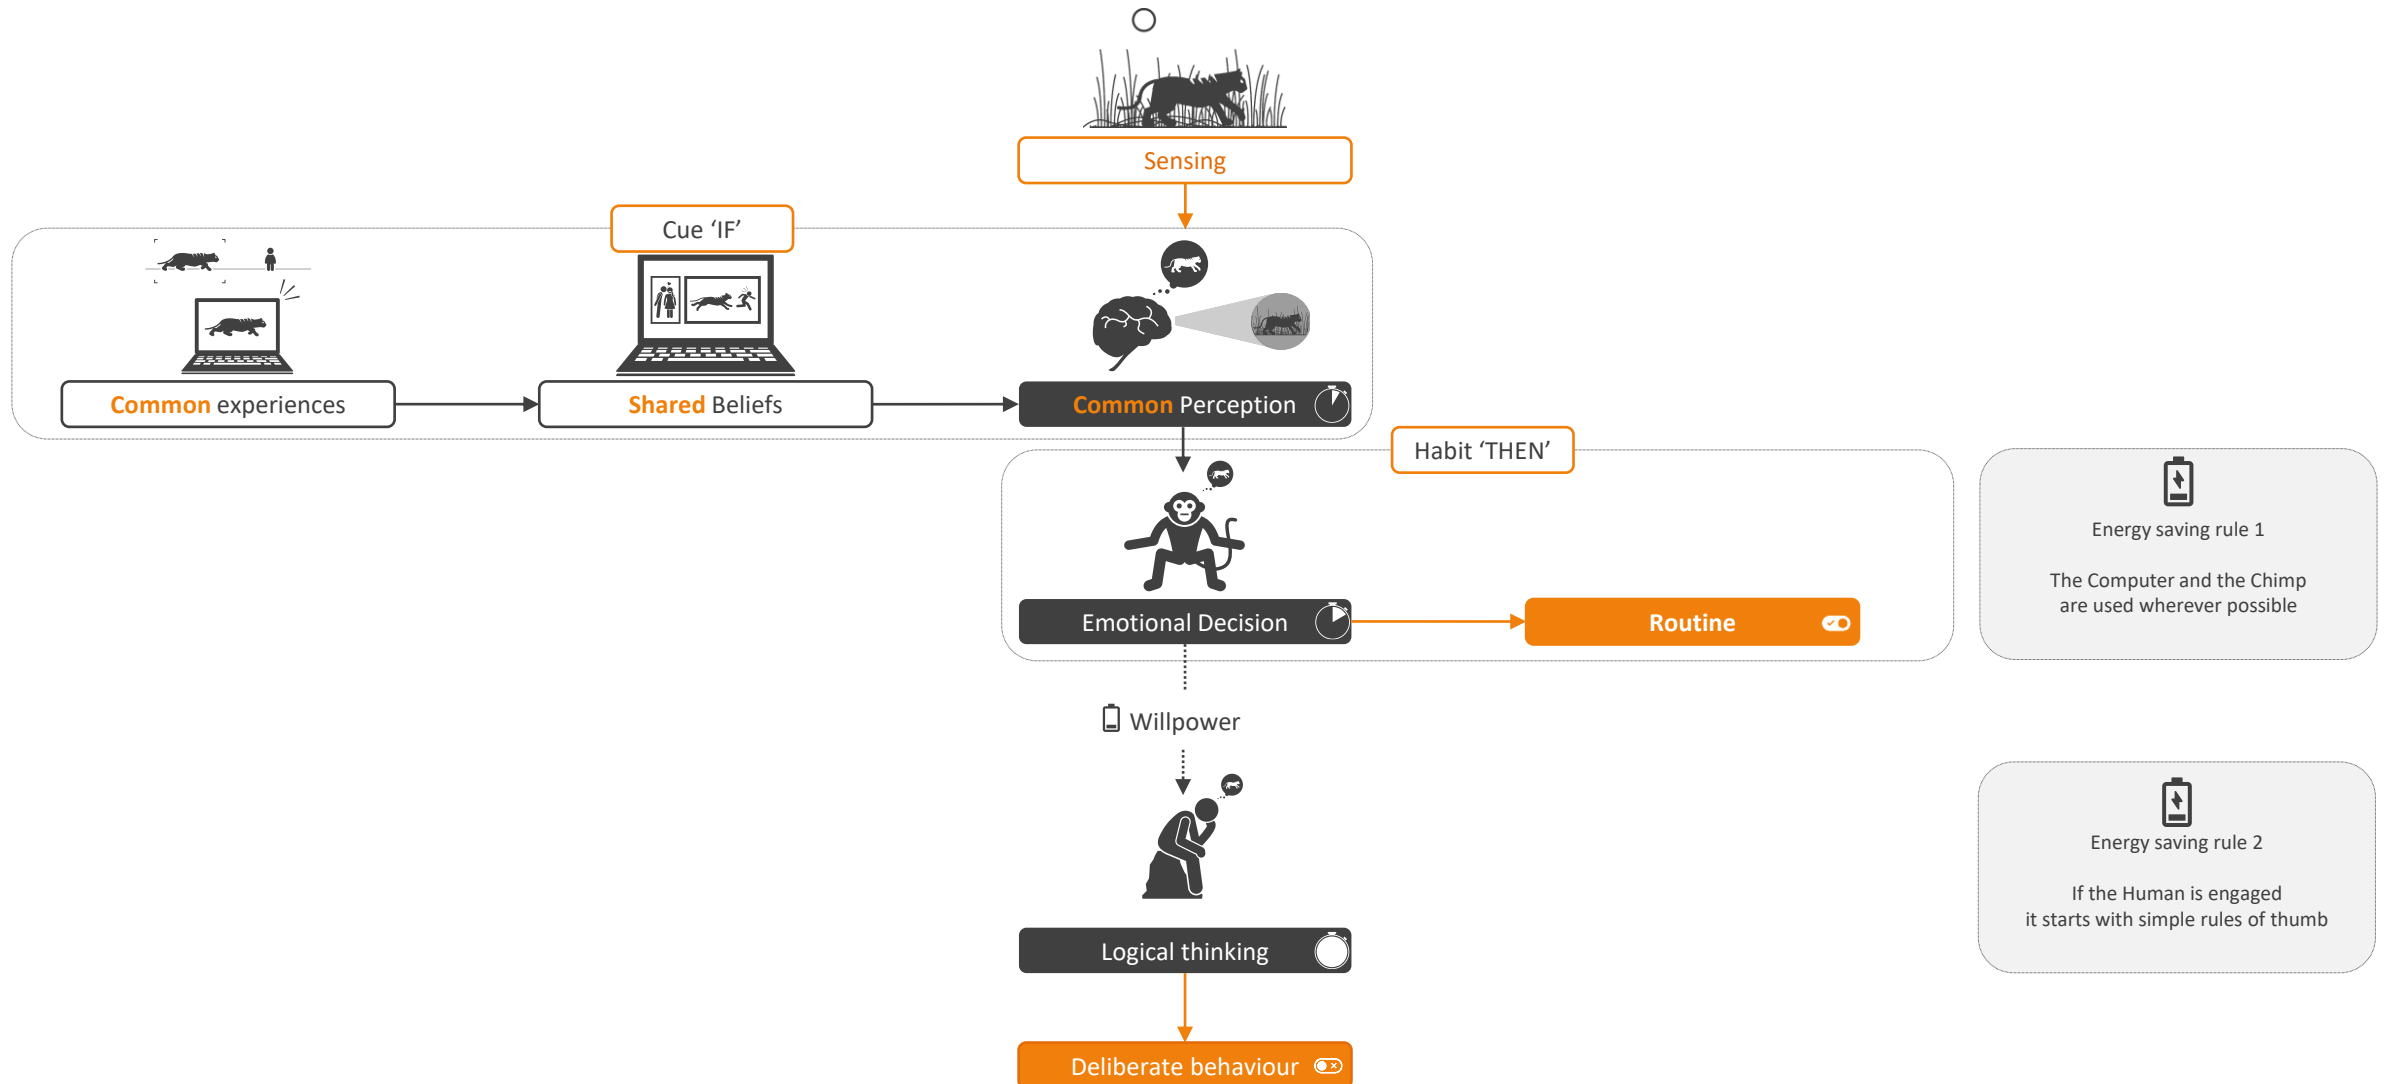 Sensing
Cue ‘IF’
Common experiences
Shared Beliefs
Common Perception
Habit ‘THEN’
Emotional Decision
Routine
Energy saving rule 1
The Computer and the Chimp
are used wherever possible
Willpower
Energy saving rule 2
If the Human is engaged
it starts with simple rules of thumb
Logical thinking
Deliberate behaviour